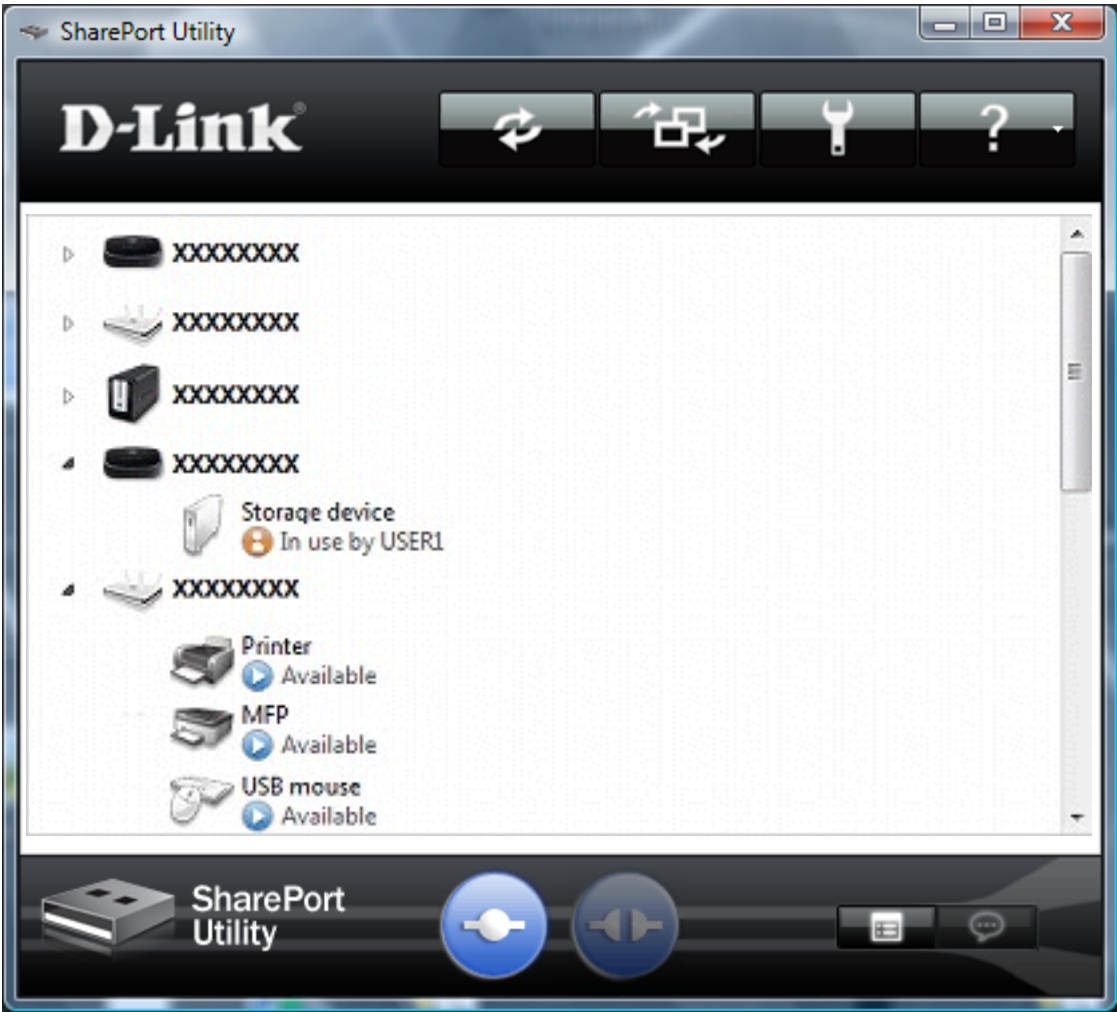 SharePort Utility
D-Link®
?
XXXXXXXX
XXXXXXXX
XXXXXXXX
XXXXXXXX
Storage device
In use by USER1
XXXXXXXX
Printer
Available
MFP
Available
USB mouse
Available
SharePort
Utility